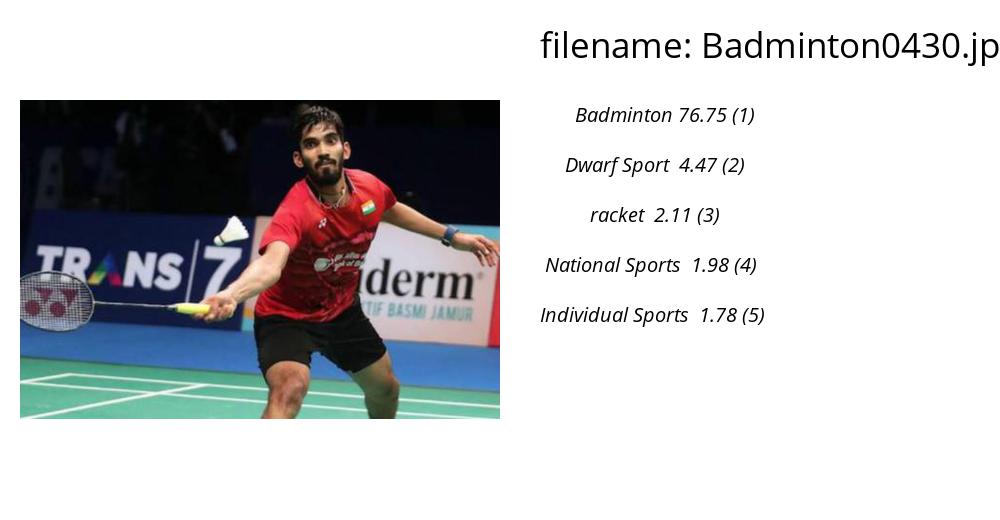 filename: Badminton0430.jp
Badminton 76.75 (1)
Dwarf Sport 4.47 (2)
racket 2.11 (3)
National Sports 1.98 (4)
Individual Sports 1.78 (5)
TRANS|7
derm®
TIF BASMI JAMUR